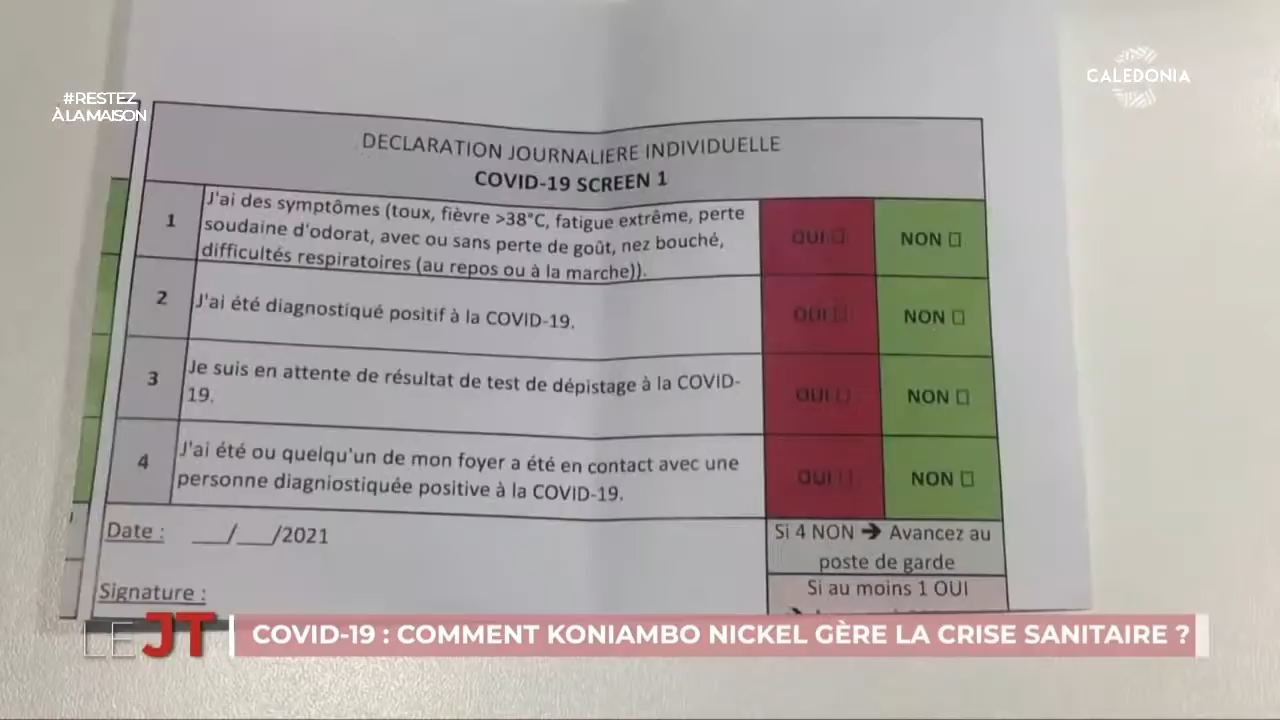 #RESTEZ
À LA MAISON
CALEDONIA
DECLARATION JOURNALIERE INDIVIDUELLE
COVID-19 SCREEN 1
1
J'ai des symptômes (toux, fièvre >38°C, fatigue extrême, perte
soudaine d'odorat, avec ou sans perte de goût, nez bouché,
difficultés respiratoires (au repos ou à la marche)).
OUI ☐
NON ☐
2
J'ai été diagnostiqué positif à la COVID-19.
OUI ☐
NON ☐
3
Je suis en attente de résultat de test de dépistage à la COVID-
19.
OUI ☐
NON ☐
4
J'ai été ou quelqu'un de mon foyer a été en contact avec une
personne diagniostiquée positive à la COVID-19.
OUI ☐
NON ☐
Date : ___/___/2021
Si 4 NON ➔ Avancez au
poste de garde
Signature :
Si au moins 1 OUI
LE JT
COVID-19 : COMMENT KONIAMBO NICKEL GÈRE LA CRISE SANITAIRE ?